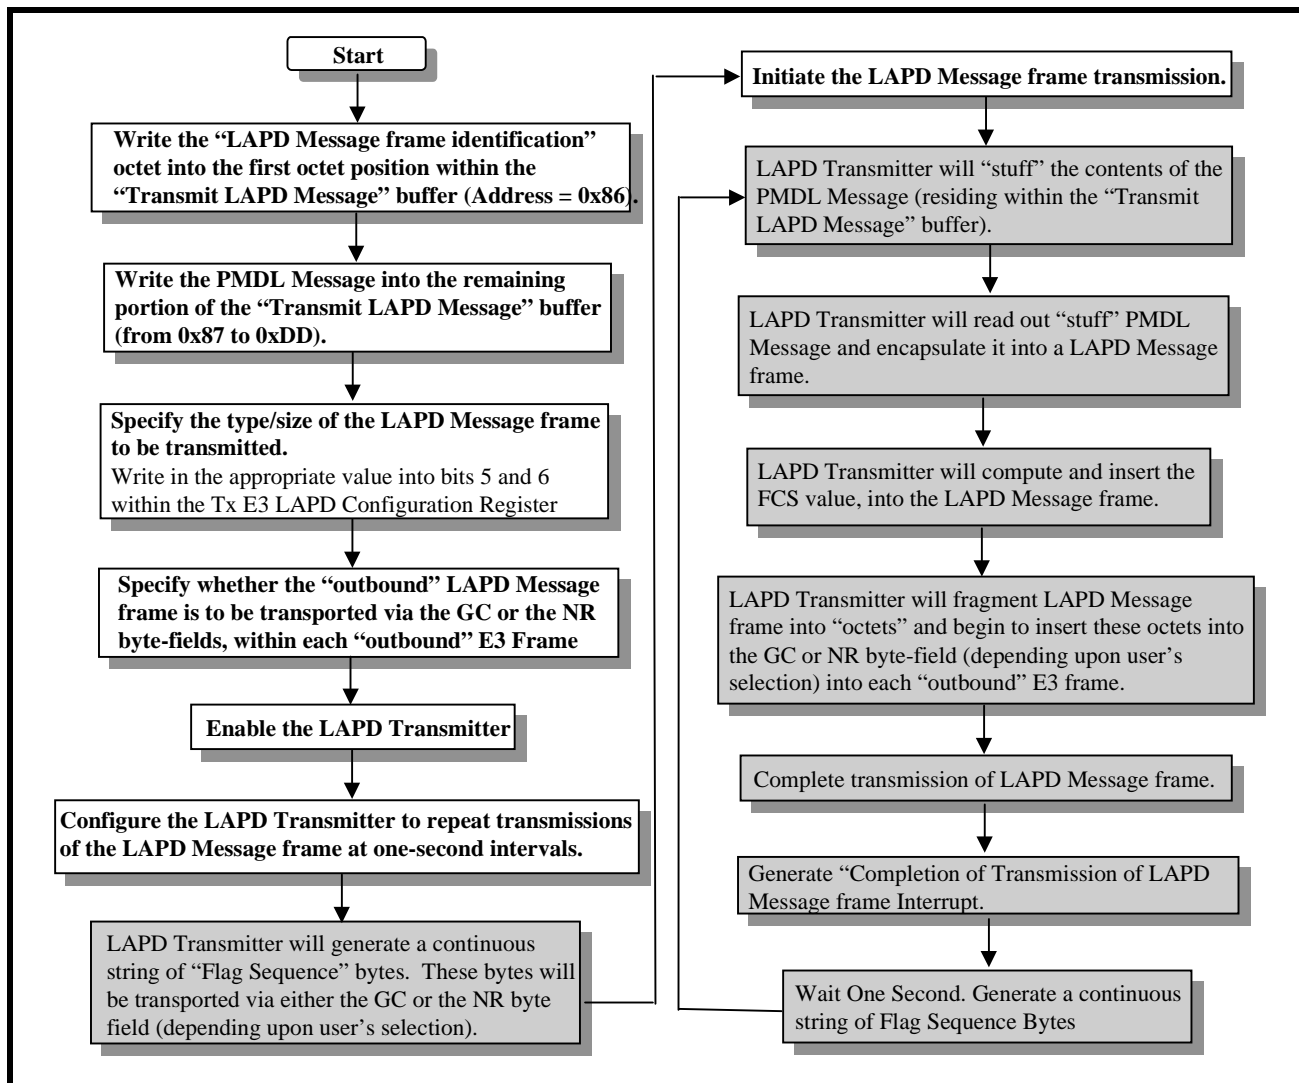 Start
Write the “LAPD Message frame identification”
octet into the first octet position within the
“Transmit LAPD Message” buffer (Address = 0x86).
Write the PMDL Message into the remaining
portion of the “Transmit LAPD Message” buffer
(from 0x87 to 0xDD).
Specify the type/size of the LAPD Message frame
to be transmitted.
Write in the appropriate value into bits 5 and 6
within the Tx E3 LAPD Configuration Register
Specify whether the “outbound” LAPD Message
frame is to be transported via the GC or the NR
byte-fields, within each “outbound” E3 Frame
Enable the LAPD Transmitter
Configure the LAPD Transmitter to repeat transmissions
of the LAPD Message frame at one-second intervals.
LAPD Transmitter will generate a continuous
string of “Flag Sequence” bytes.  These bytes will
be transported via either the GC or the NR byte
field (depending upon user’s selection).
Initiate the LAPD Message frame transmission.
LAPD Transmitter will “stuff” the contents of the
PMDL Message (residing within the “Transmit
LAPD Message” buffer).
LAPD Transmitter will read out “stuff” PMDL
Message and encapsulate it into a LAPD Message
frame.
LAPD Transmitter will compute and insert the
FCS value, into the LAPD Message frame.
LAPD Transmitter will fragment LAPD Message
frame into “octets” and begin to insert these octets into
the GC or NR byte-field (depending upon user’s
selection) into each “outbound” E3 frame.
Complete transmission of LAPD Message frame.
Generate “Completion of Transmission of LAPD
Message frame Interrupt.
Wait One Second. Generate a continuous
string of Flag Sequence Bytes